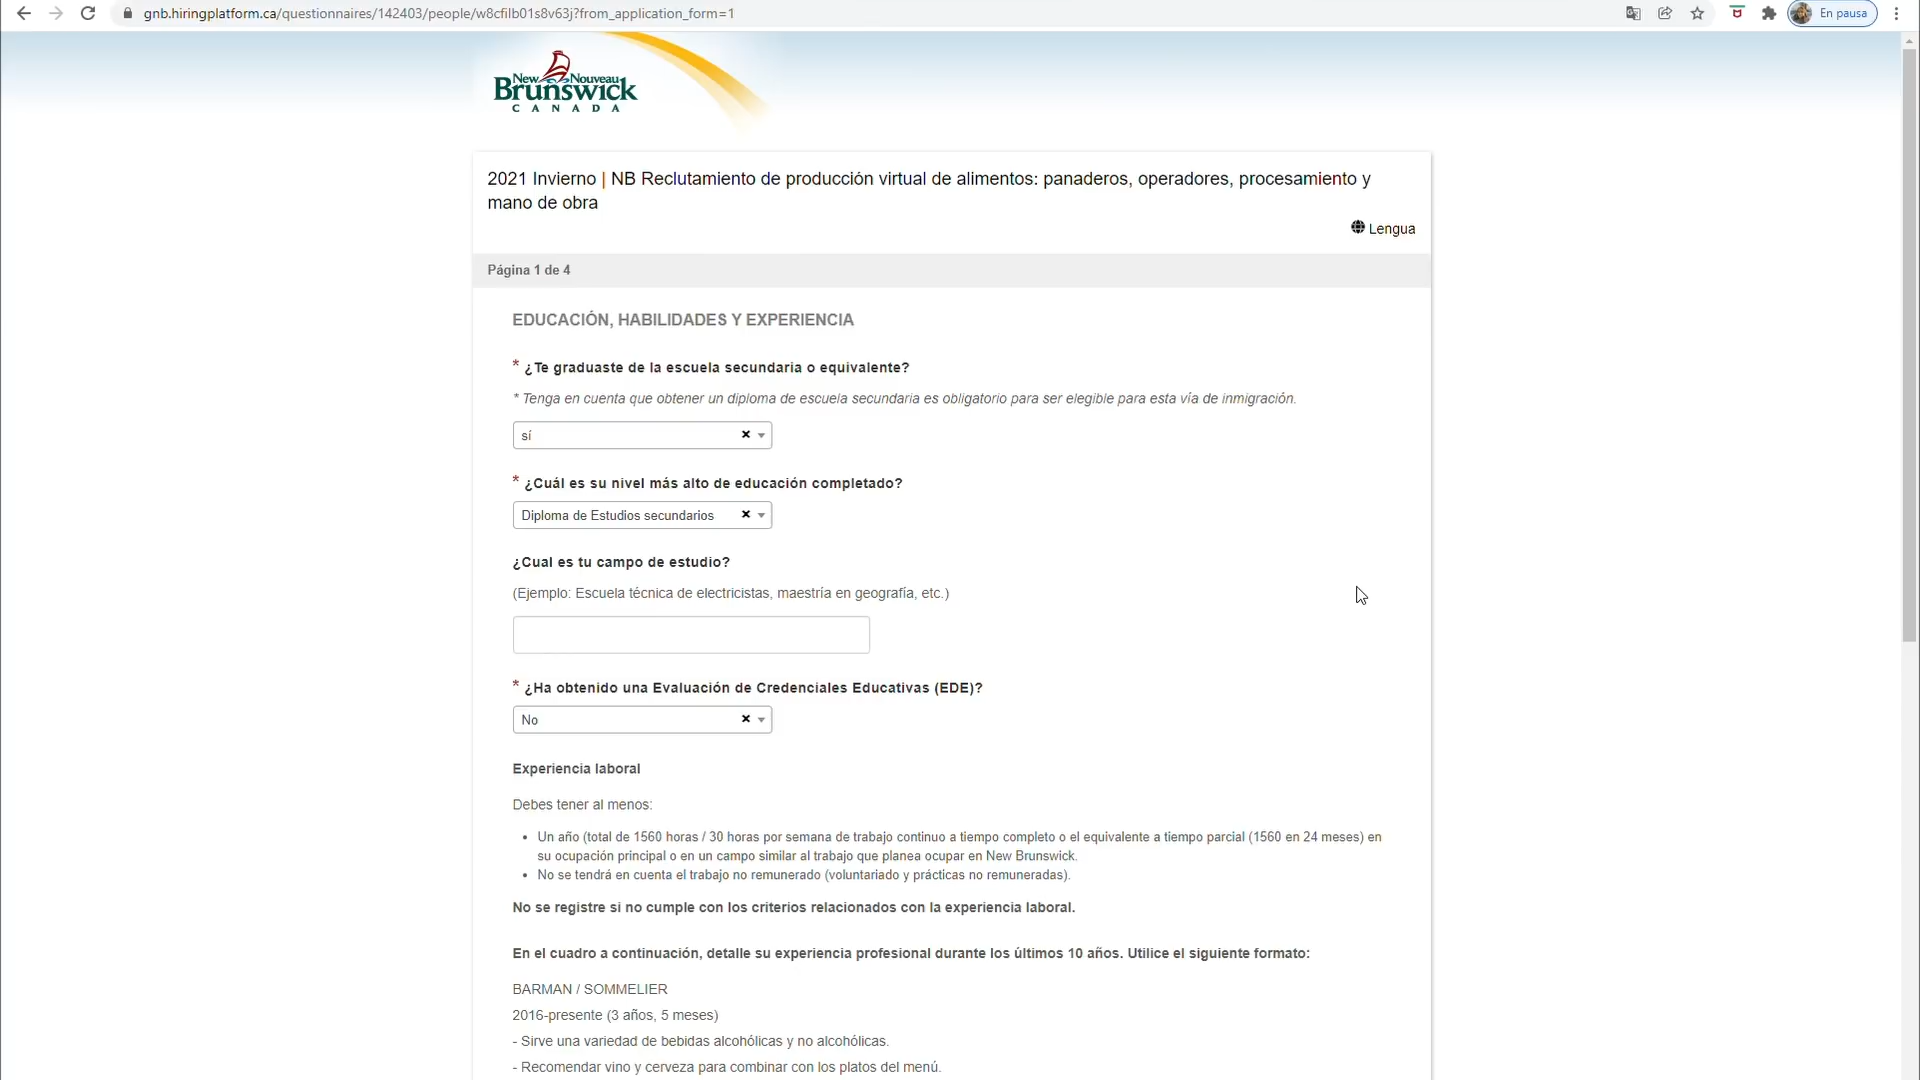 gnb.hiringplatform.ca/questionnaires/142403/people/w8cfilb01s8v63j?from_application_form=1
En pausa
New Nouveau
Brunswick
CANADA
2021 Invierno | NB Reclutamiento de producción virtual de alimentos: panaderos, operadores, procesamiento y
mano de obra
Lengua
Página 1 de 4
EDUCACIÓN, HABILIDADES Y EXPERIENCIA
* ¿Te graduaste de la escuela secundaria o equivalente?
* Tenga en cuenta que obtener un diploma de escuela secundaria es obligatorio para ser elegible para esta vía de inmigración.
sí
* ¿Cuál es su nivel más alto de educación completado?
Diploma de Estudios secundarios
¿Cual es tu campo de estudio?
(Ejemplo: Escuela técnica de electricistas, maestría en geografía, etc.)
* ¿Ha obtenido una Evaluación de Credenciales Educativas (EDE)?
No
Experiencia laboral
Debes tener al menos:
• Un año (total de 1560 horas / 30 horas por semana de trabajo continuo a tiempo completo o el equivalente a tiempo parcial (1560 en 24 meses) en
su ocupación principal o en un campo similar al trabajo que planea ocupar en New Brunswick.
• No se tendrá en cuenta el trabajo no remunerado (voluntariado y prácticas no remuneradas).
No se registre si no cumple con los criterios relacionados con la experiencia laboral.
En el cuadro a continuación, detalle su experiencia profesional durante los últimos 10 años. Utilice el siguiente formato:
BARMAN / SOMMELIER
2016-presente (3 años, 5 meses)
- Sirve una variedad de bebidas alcohólicas y no alcohólicas.
- Recomendar vino y cerveza para combinar con los platos del menú.